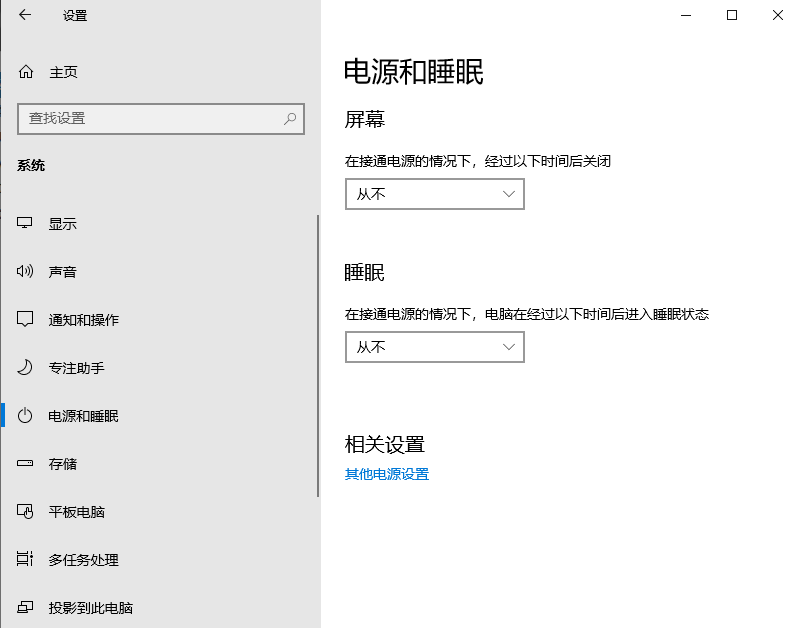 设置
主页
查找设置
系统
显示
声音
通知和操作
专注助手
电源和睡眠
存储
平板电脑
多任务处理
投影到此电脑
电源和睡眠
屏幕
在接通电源的情况下，经过以下时间后关闭
从不
睡眠
在接通电源的情况下，电脑在经过以下时间后进入睡眠状态
从不
相关设置
其他电源设置